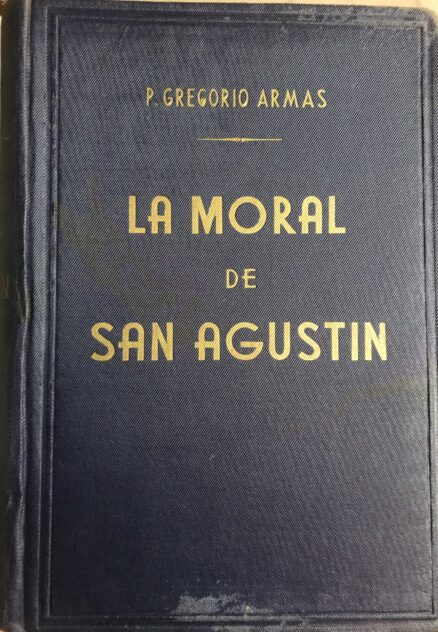 P. GREGORIO ARMAS
LA MORAL
DE
SAN AGUSTIN